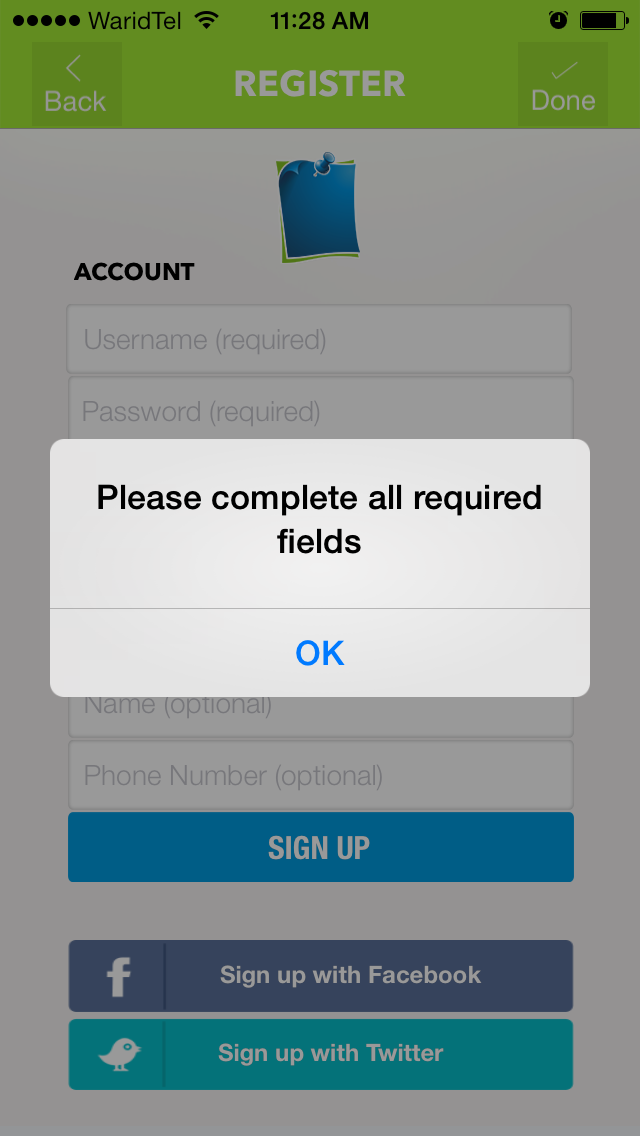 WaridTel 11:28 AM
Back REGISTER Done
ACCOUNT
Username (required)
Password (required)
Please complete all required
fields
OK
Name (optional)
Phone Number (optional)
SIGN UP
f Sign up with Facebook
Sign up with Twitter